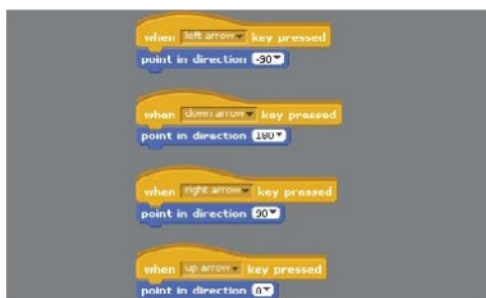 when left arrow key pressed
point in direction -90
when down arrow key pressed
point in direction 180
when right arrow key pressed
point in direction 90
when up arrow key pressed
point in direction 0